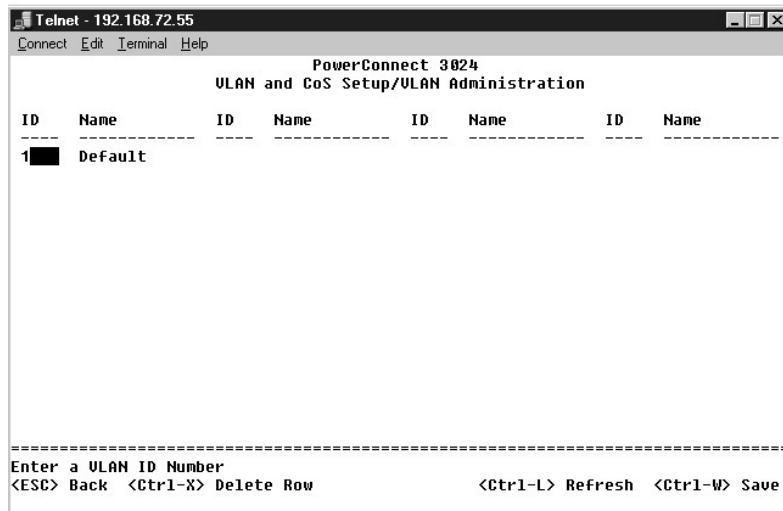 Telnet - 192.168.72.55
Connect Edit Terminal Help
PowerConnect 3024
VLAN and CoS Setup/VLAN Administration
ID Name ID Name ID Name ID Name
---- ------------ ---- ------------ ---- ------------ ---- ------------
1 Default
================================================================================
Enter a VLAN ID Number
<ESC> Back <Ctrl-X> Delete Row <Ctrl-L> Refresh <Ctrl-W> Save